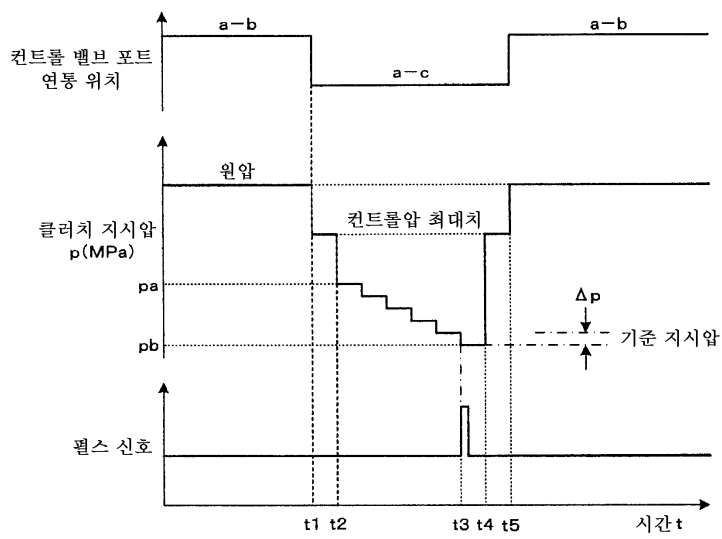 a-b
a-b
컨트롤 밸브 포트
연통 위치
a-c
원압
컨트롤압 최대치
클러치 지시압
p(MPa)
pa
Δp
기준 지시압
pb
펄스 신호
t1 t2 t3 t4 t5 시간 t